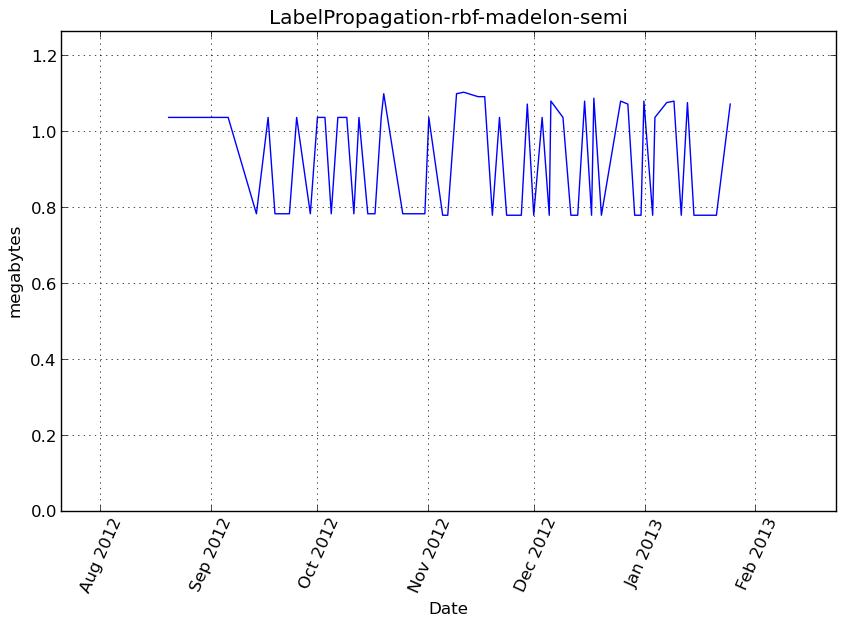 LabelPropagation-rbf-madelon-semi
1.2
1.0
0.8
0.6
0.4
0.2
0.0
megabytes
Aug 2012
Sep 2012
Oct 2012
Nov 2012
Dec 2012
Jan 2013
Feb 2013
Date